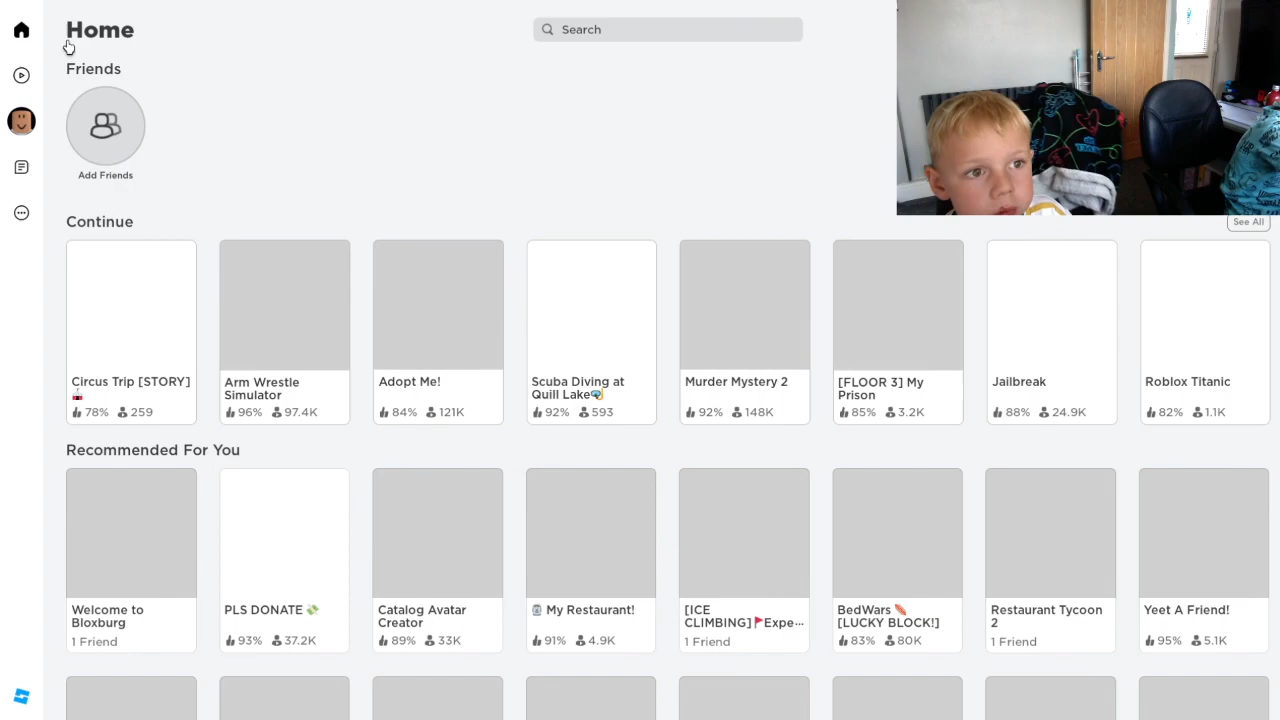 Home
Search
Friends
Add Friends
Continue
See All
Circus Trip [STORY]
🎪
78% 259
Arm Wrestle
Simulator
96% 97.4K
Adopt Me!
84% 121K
Scuba Diving at
Quill Lake🤿
92% 593
Murder Mystery 2
92% 148K
[FLOOR 3] My
Prison
85% 3.2K
Jailbreak
88% 24.9K
Roblox Titanic
82% 1.1K
Recommended For You
Welcome to
Bloxburg
1 Friend
PLS DONATE 💸
93% 37.2K
Catalog Avatar
Creator
89% 33K
My Restaurant!
91% 4.9K
[ICE
CLIMBING]🚩Expe...
1 Friend
BedWars
[LUCKY BLOCK!]
83% 80K
Restaurant Tycoon
2
1 Friend
Yeet A Friend!
95% 5.1K